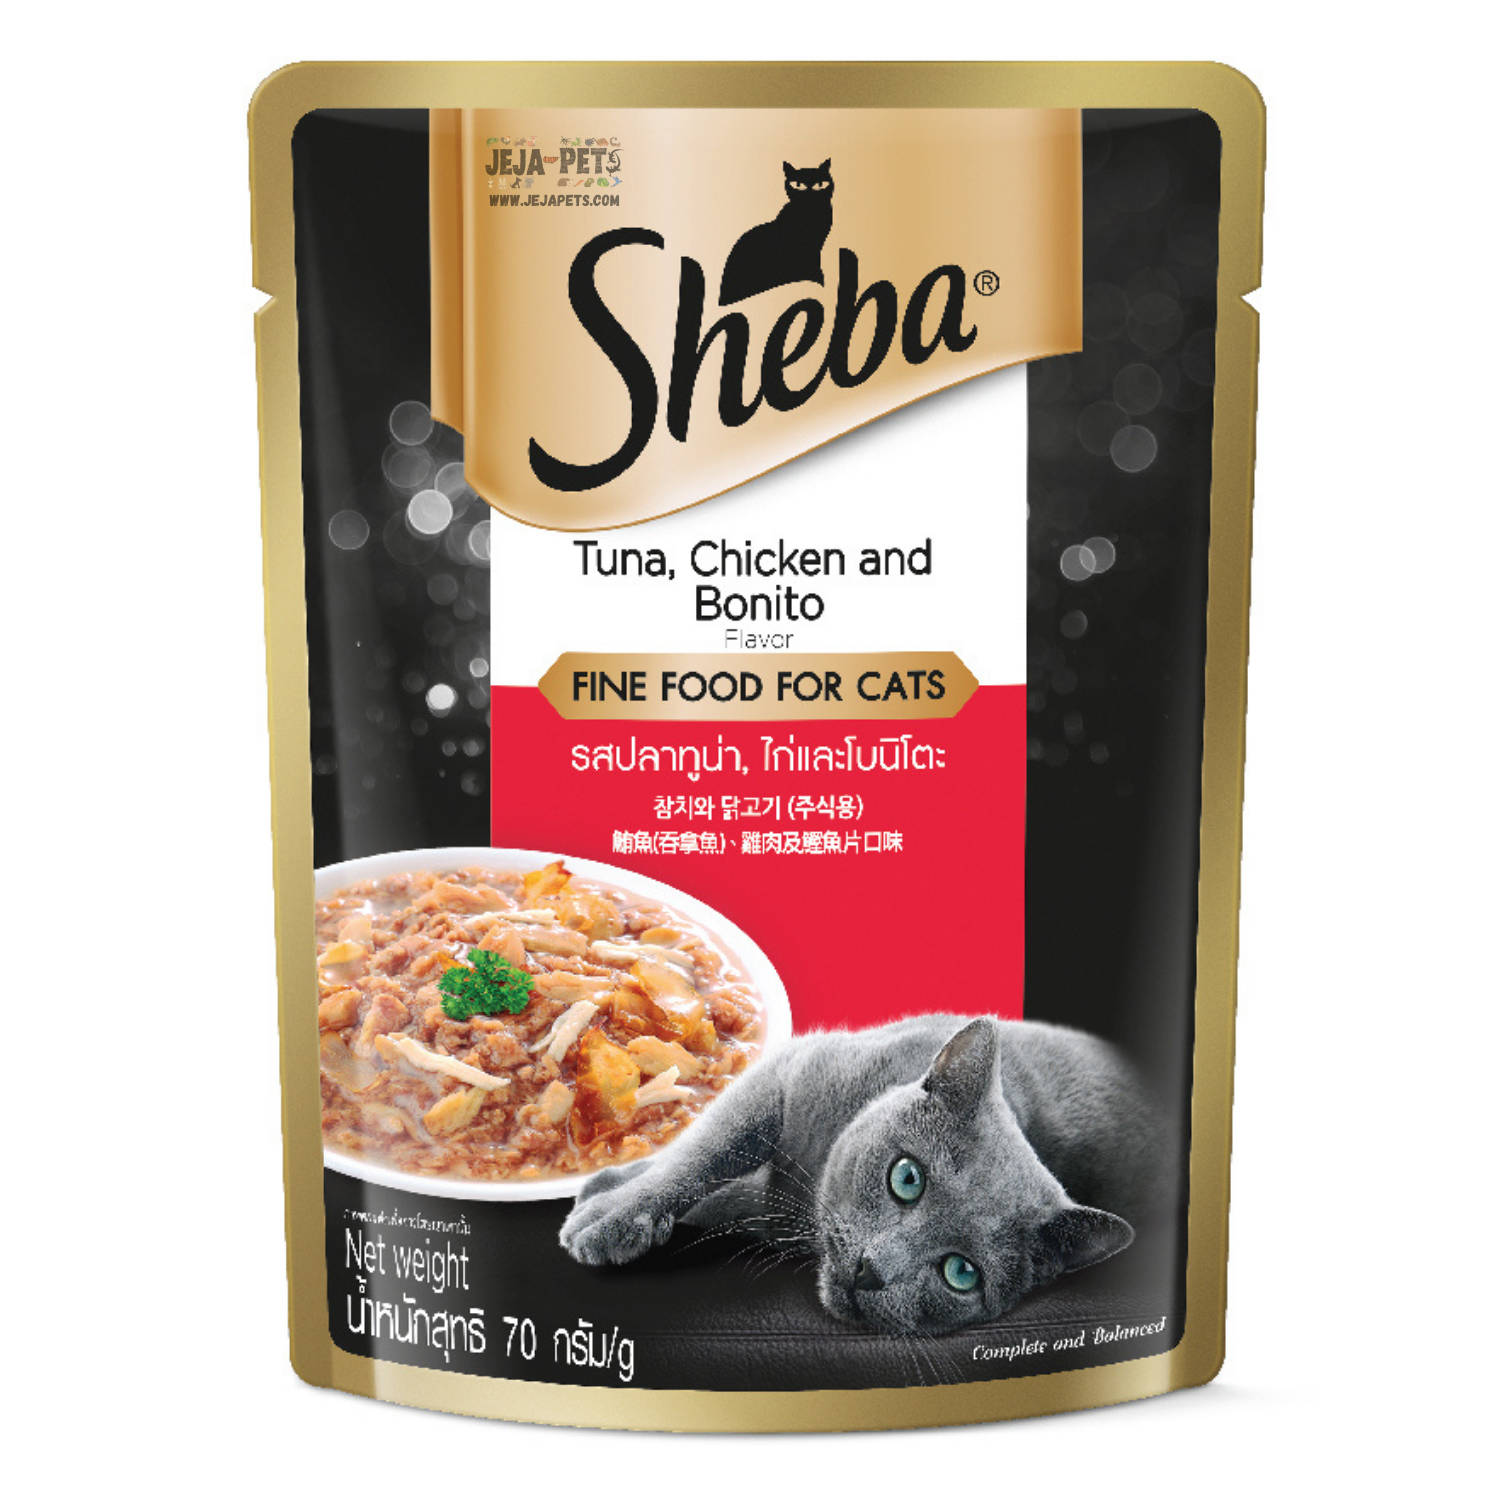 JEJA-PETS
WWW.JEJAPETS.COM
Sheba®
Tuna, Chicken and
Bonito
Flavor
FINE FOOD FOR CATS
รสปลาทูน่า, ไก่และโบนิโตะ
참치와 닭고기 (주식용)
鮪魚(吞拿魚)、雞肉及鰹魚片口味
Net weight
น้ำหนักสุทธิ 70 กรัม/g
Complete and Balanced